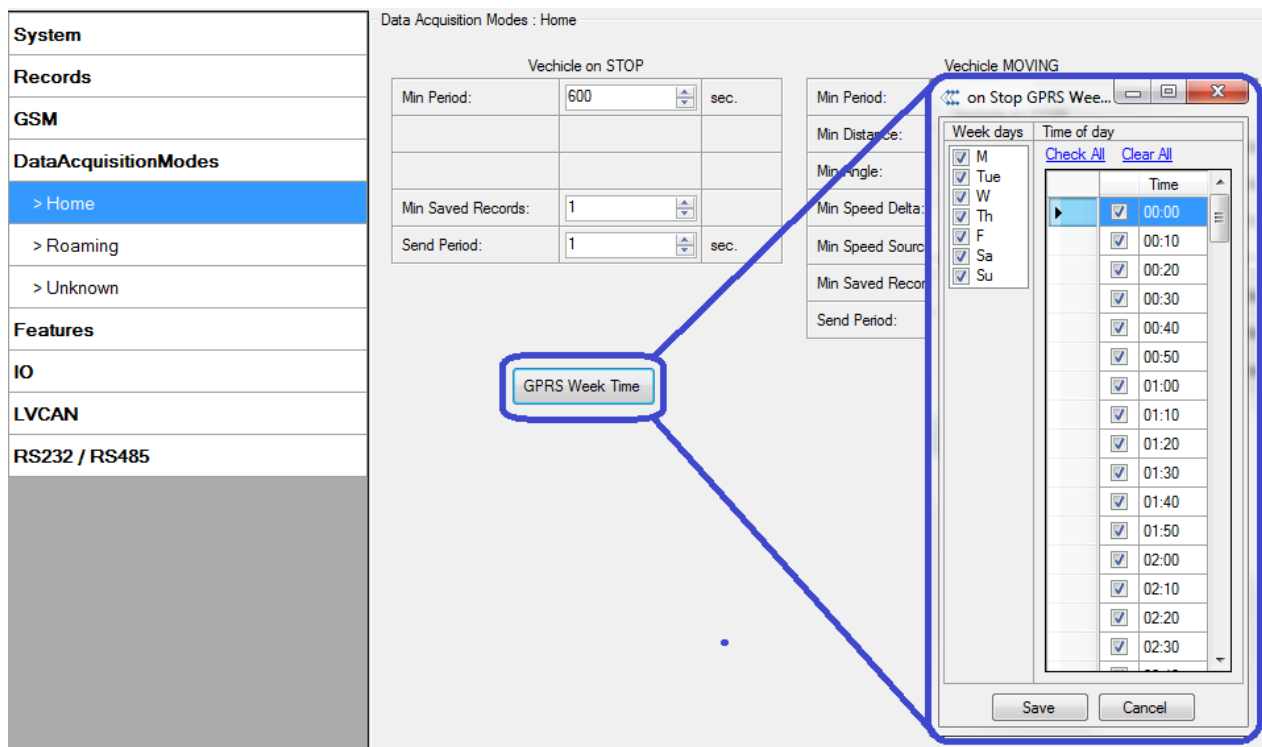 Data Acquisition Modes : Home
System
Records
GSM
DataAcquisitionModes
> Home
> Roaming
> Unknown
Features
IO
LVCAN
RS232 / RS485
Vechicle on STOP
Min Period: 600 sec.
Min Saved Records: 1
Send Period: 1 sec.
GPRS Week Time
Vechicle MOVING
Min Period:
Min Distance:
Min Angle:
Min Speed Delta:
Min Speed Sourc
Min Saved Recor
Send Period:
on Stop GPRS Wee...
Week days
M
Tue
W
Th
F
Sa
Su
Time of day
Check All Clear All
Time
00:00
00:10
00:20
00:30
00:40
00:50
01:00
01:10
01:20
01:30
01:40
01:50
02:00
02:10
02:20
02:30
Save Cancel